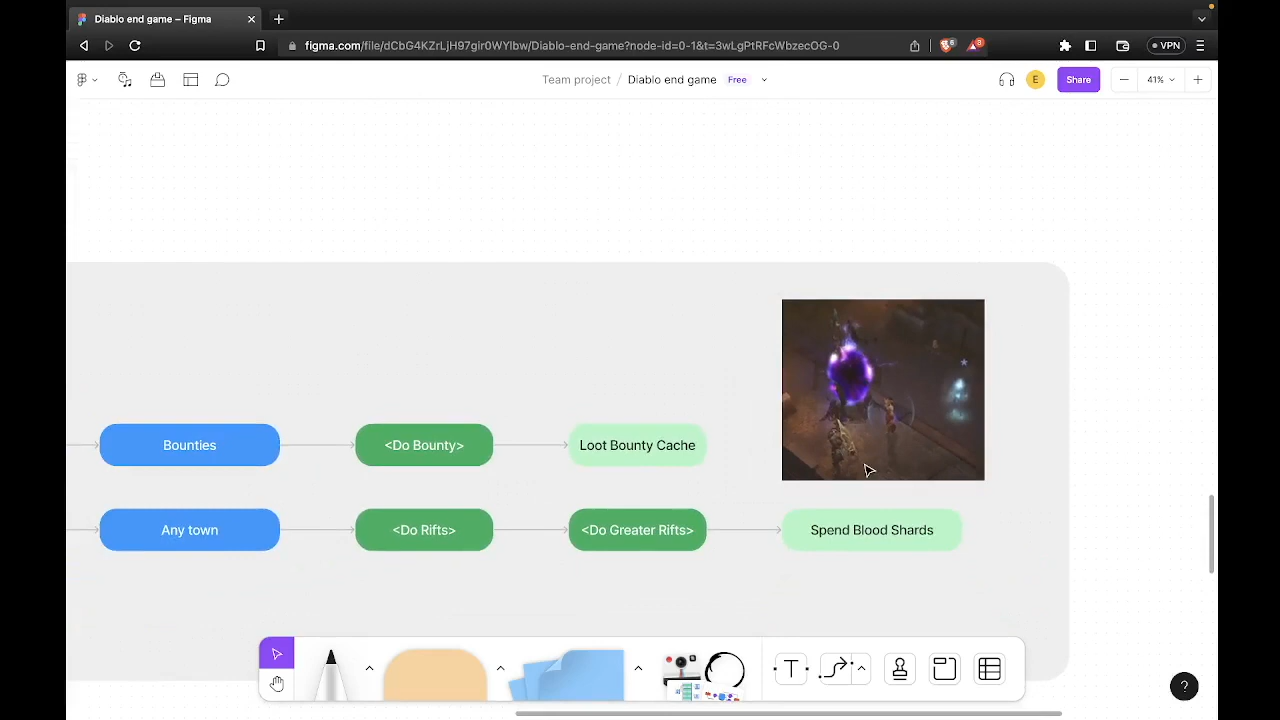 Diablo end game – Figma
figma.com/file/dCbG4KZrLjH97gir0WYlbw/Diablo-end-game?node-id=0-1&t=3wLgPtRFcWbzecOG-0
6
8
VPN
Team project / Diablo end game Free
E
Share
41%
Bounties
<Do Bounty>
Loot Bounty Cache
Any town
<Do Rifts>
<Do Greater Rifts>
Spend Blood Shards
T
?